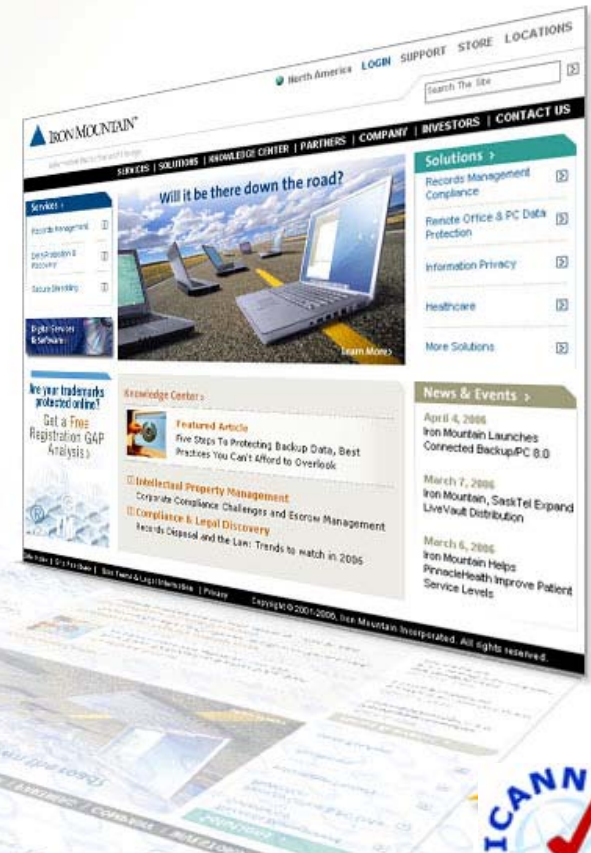 North America LOGIN SUPPORT STORE LOCATIONS
Search The Site
IRON MOUNTAIN®
SERVICES | SOLUTIONS | KNOWLEDGE CENTER | PARTNERS | COMPANY | INVESTORS | CONTACT US
Services ›
Records Management
Data Protection &
Recovery
Secure Shredding
Digital Services
& Software ›
Are your trademarks
protected online?
Get a Free
Registration GAP
Analysis ›
Will it be there down the road?
Learn More ›
Knowledge Center ›
Featured Article
Five Steps To Protecting Backup Data, Best
Practices You Can't Afford to Overlook
Intellectual Property Management
Corporate Compliance Challenges and Escrow Management
Compliance & Legal Discovery
Records Disposal and the Law: Trends to watch in 2006
Solutions ›
Records Management
Compliance
Remote Office & PC Data
Protection
Information Privacy
Healthcare
More Solutions
News & Events ›
April 4, 2006
Iron Mountain Launches
Connected Backup/PC 8.0
March 7, 2006
Iron Mountain, SaskTel Expand
LiveVault Distribution
March 6, 2006
Iron Mountain Helps
PinnacleHealth Improve Patient
Service Levels
Site Terms & Legal Information | Privacy Copyright © 2001-2006, Iron Mountain Incorporated. All rights reserved.
ICANN